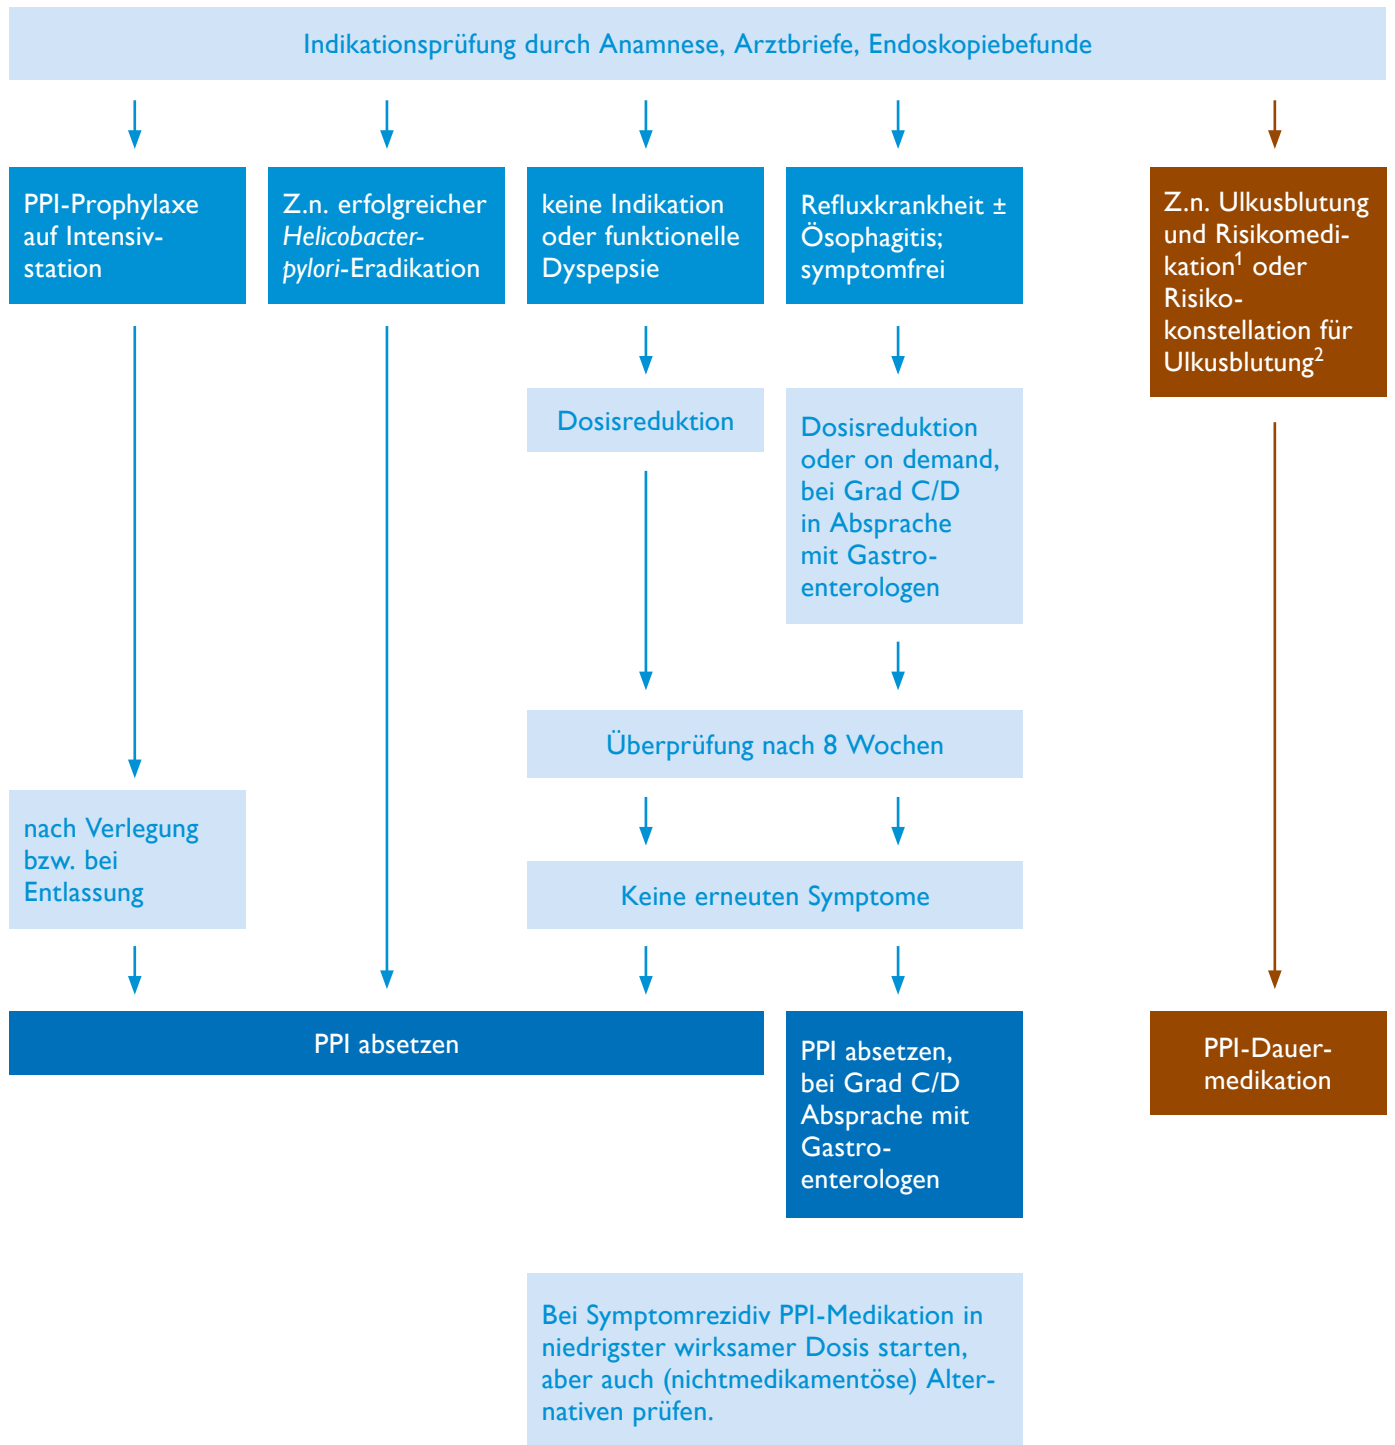 Indikationsprüfung durch Anamnese, Arztbriefe, Endoskopiebefunde
PPI-Prophylaxe
auf Intensiv-
station
Z.n. erfolgreicher
Helicobacter-
pylori-Eradikation
keine Indikation
oder funktionelle
Dyspepsie
Refluxkrankheit ±
Ösophagitis;
symptomfrei
Z.n. Ulkusblutung
und Risikomedi-
kation¹ oder
Risiko-
konstellation für
Ulkusblutung²
Dosisreduktion
Dosisreduktion
oder on demand,
bei Grad C/D
in Absprache
mit Gastro-
enterologen
Überprüfung nach 8 Wochen
nach Verlegung
bzw. bei
Entlassung
Keine erneuten Symptome
PPI absetzen
PPI absetzen,
bei Grad C/D
Absprache mit
Gastro-
enterologen
PPI-Dauer-
medikation
Bei Symptomrezidiv PPI-Medikation in
niedrigster wirksamer Dosis starten,
aber auch (nichtmedikamentöse) Alter-
nativen prüfen.